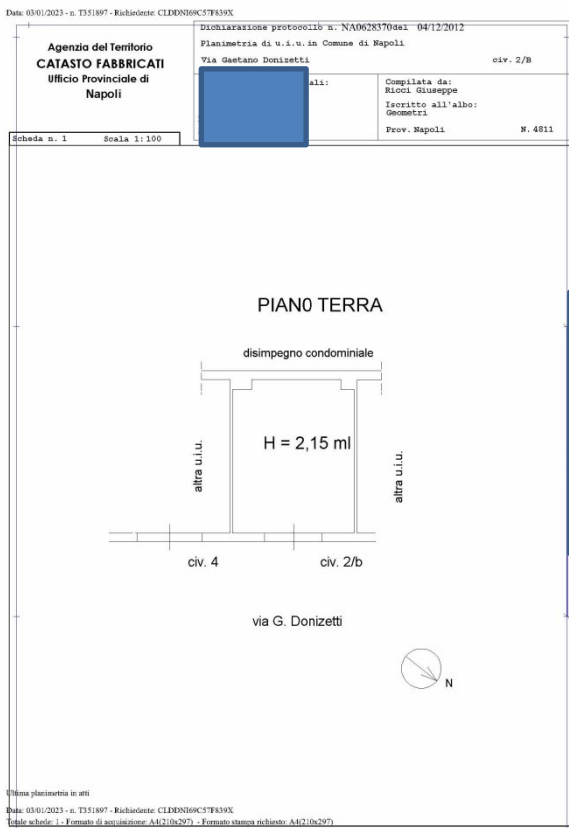 Data: 03/01/2023 - n. T351897 - Richiedente: CLDDNI69C57F839X
Agenzia del Territorio
CATASTO FABBRICATI
Ufficio Provinciale di
Napoli
Dichiarazione protocollo n. NA0628370 del 04/12/2012
Planimetria di u.i.u. in Comune di Napoli
Via Gaetano Donizetti civ. 2/B
ali:
Compilata da:
Ricci Giuseppe
Iscritto all'albo:
Geometri
Prov. Napoli N. 4811
Scheda n. 1 Scala 1:100
PIAN0 TERRA
disimpegno condominiale
H = 2,15 ml
altra u.i.u.
altra u.i.u.
civ. 4 civ. 2/b
via G. Donizetti
N
Ultima planimetria in atti
Data: 03/01/2023 - n. T351897 - Richiedente: CLDDNI69C57F839X
Totale schede: 1 - Formato di acquisizione: A4(210x297) - Formato stampa richiesto: A4(210x297)